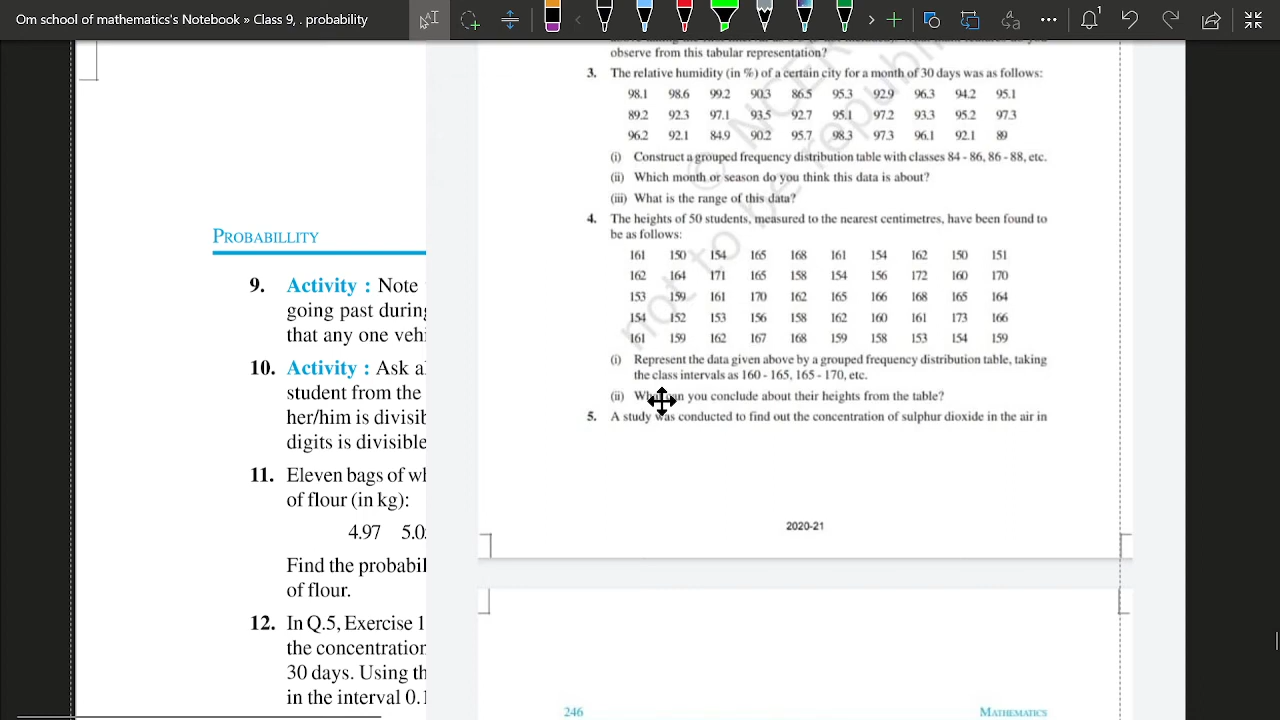 Om school of mathematics's Notebook » Class 9, . probability
PROBABILLITY
9. Activity : Note
going past during
that any one vehi
10. Activity : Ask a
student from the
her/him is divisib
digits is divisible
11. Eleven bags of wh
of flour (in kg):
4.97 5.0
Find the probabil
of flour.
12. In Q.5, Exercise 1
the concentration
30 days. Using th
in the interval 0.1
observe from this tabular representation?
3. The relative humidity (in %) of a certain city for a month of 30 days was as follows:
98.1 98.6 99.2 90.3 86.5 95.3 92.9 96.3 94.2 95.1
89.2 92.3 97.1 93.5 92.7 95.1 97.2 93.3 95.2 97.3
96.2 92.1 84.9 90.2 95.7 98.3 97.3 96.1 92.1 89
(i) Construct a grouped frequency distribution table with classes 84 - 86, 86 - 88, etc.
(ii) Which month or season do you think this data is about?
(iii) What is the range of this data?
4. The heights of 50 students, measured to the nearest centimetres, have been found to
be as follows:
161 150 154 165 168 161 154 162 150 151
162 164 171 165 158 154 156 172 160 170
153 159 161 170 162 165 166 168 165 164
154 152 153 156 158 162 160 161 173 166
161 159 162 167 168 159 158 153 154 159
(i) Represent the data given above by a grouped frequency distribution table, taking
the class intervals as 160 - 165, 165 - 170, etc.
(ii) you conclude about their heights from the table?
5. A study was conducted to find out the concentration of sulphur dioxide in the air in
2020-21
246 MATHEMATICS
© NCER
not to be republi